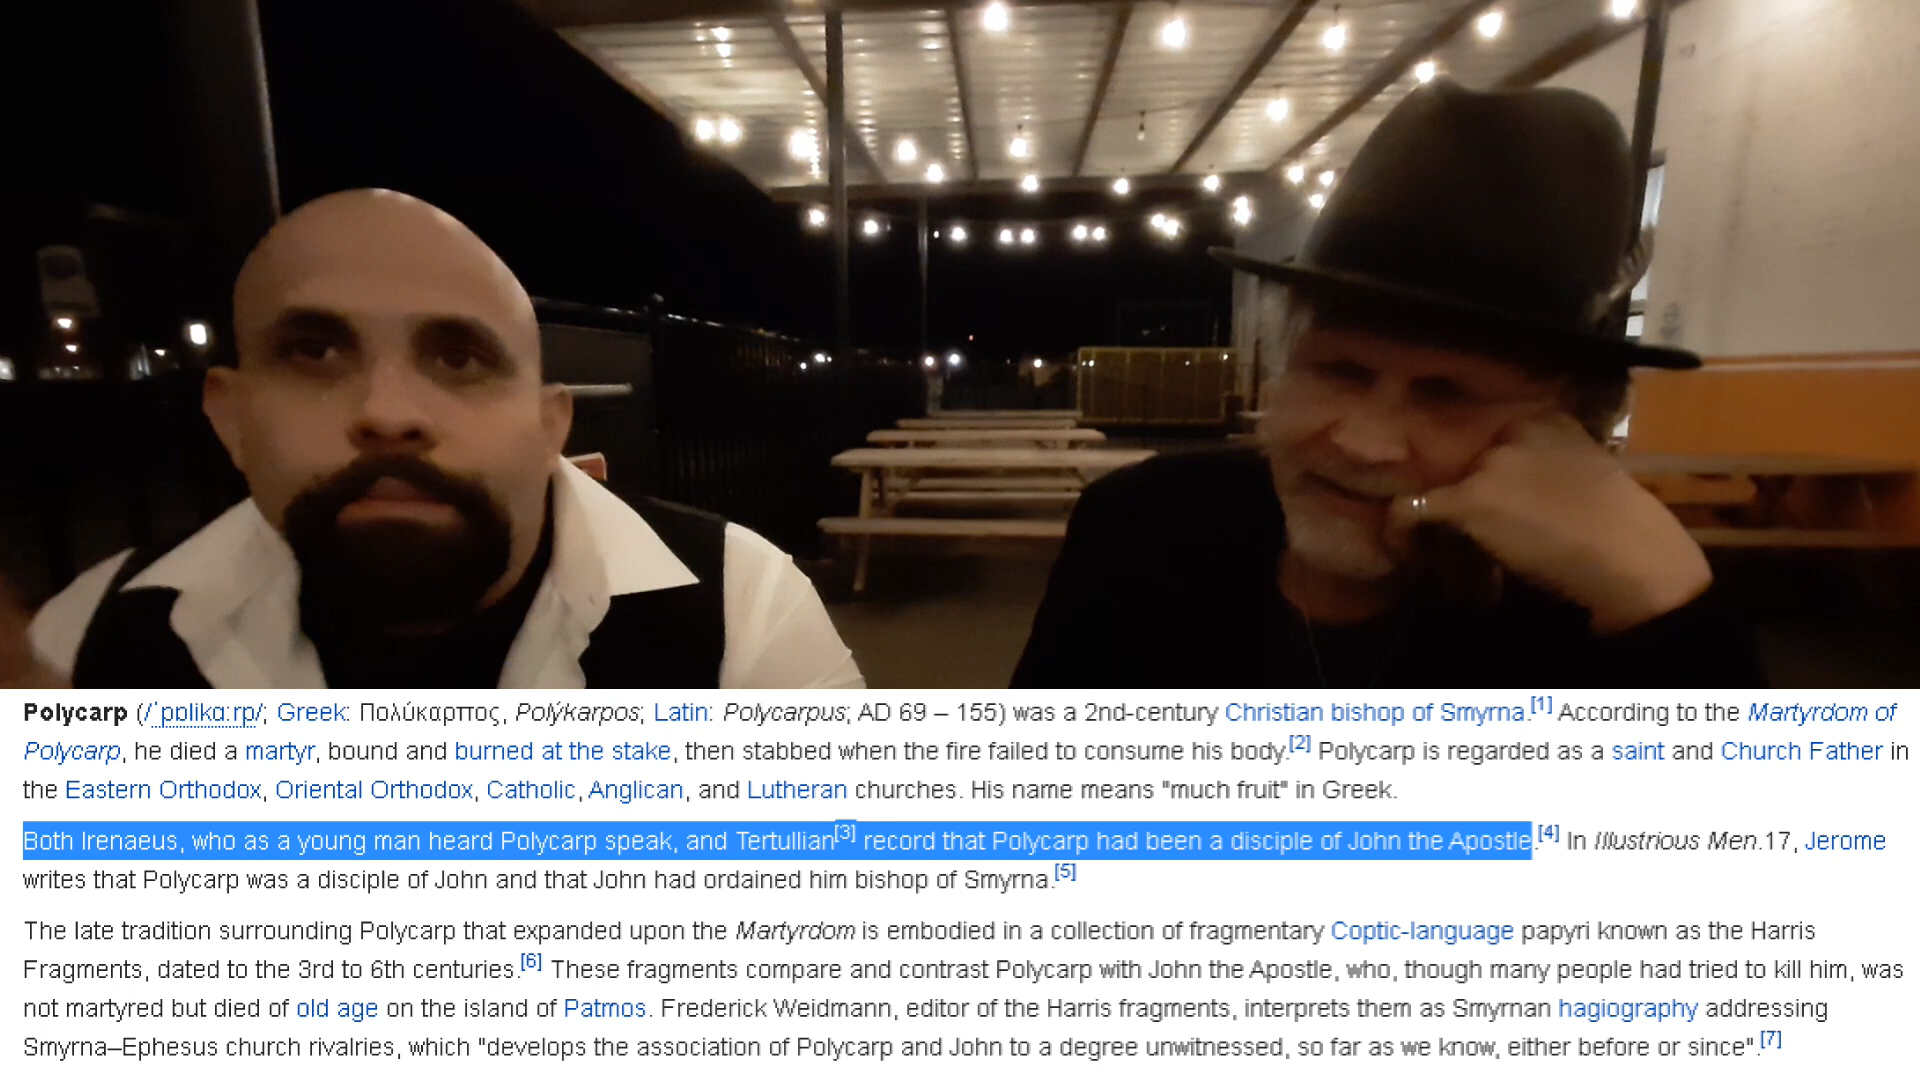 Polycarp (/ˈpɒlikɑːrp/; Greek: Πολύκαρπος, Polýkarpos; Latin: Polycarpus; AD 69 – 155) was a 2nd-century Christian bishop of Smyrna.[1] According to the Martyrdom of
Polycarp, he died a martyr, bound and burned at the stake, then stabbed when the fire failed to consume his body.[2] Polycarp is regarded as a saint and Church Father in
the Eastern Orthodox, Oriental Orthodox, Catholic, Anglican, and Lutheran churches. His name means "much fruit" in Greek.
Both Irenaeus, who as a young man heard Polycarp speak, and Tertullian[3] record that Polycarp had been a disciple of John the Apostle.[4] In Illustrious Men.17, Jerome
writes that Polycarp was a disciple of John and that John had ordained him bishop of Smyrna.[5]
The late tradition surrounding Polycarp that expanded upon the Martyrdom is embodied in a collection of fragmentary Coptic-language papyri known as the Harris
Fragments, dated to the 3rd to 6th centuries.[6] These fragments compare and contrast Polycarp with John the Apostle, who, though many people had tried to kill him, was
not martyred but died of old age on the island of Patmos. Frederick Weidmann, editor of the Harris fragments, interprets them as Smyrnan hagiography addressing
Smyrna–Ephesus church rivalries, which "develops the association of Polycarp and John to a degree unwitnessed, so far as we know, either before or since".[7]